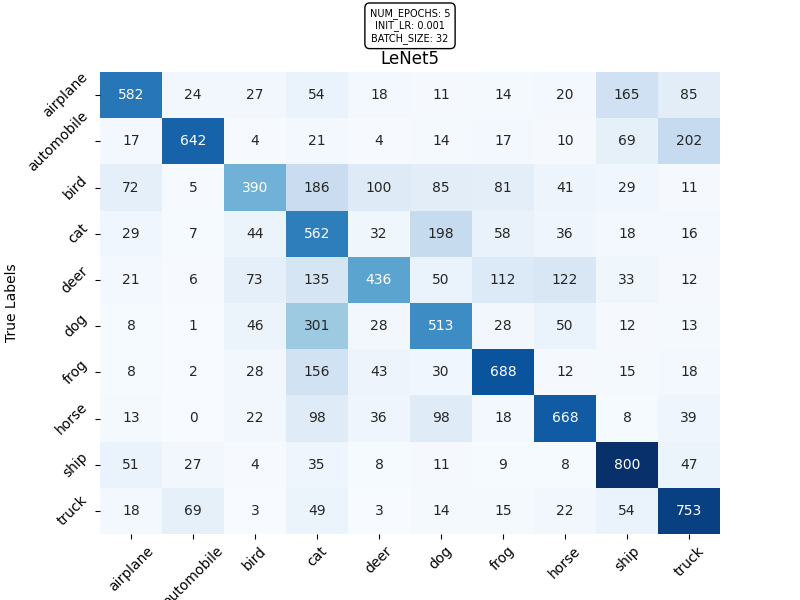 NUM_EPOCHS: 5
INIT_LR: 0.001
BATCH_SIZE: 32
LeNet5
True Labels
airplane 582 24 27 54 18 11 14 20 165 85
automobile 17 642 4 21 4 14 17 10 69 202
bird 72 5 390 186 100 85 81 41 29 11
cat 29 7 44 562 32 198 58 36 18 16
deer 21 6 73 135 436 50 112 122 33 12
dog 8 1 46 301 28 513 28 50 12 13
frog 8 2 28 156 43 30 688 12 15 18
horse 13 0 22 98 36 98 18 668 8 39
ship 51 27 4 35 8 11 9 8 800 47
truck 18 69 3 49 3 14 15 22 54 753
airplane automobile bird cat deer dog frog horse ship truck